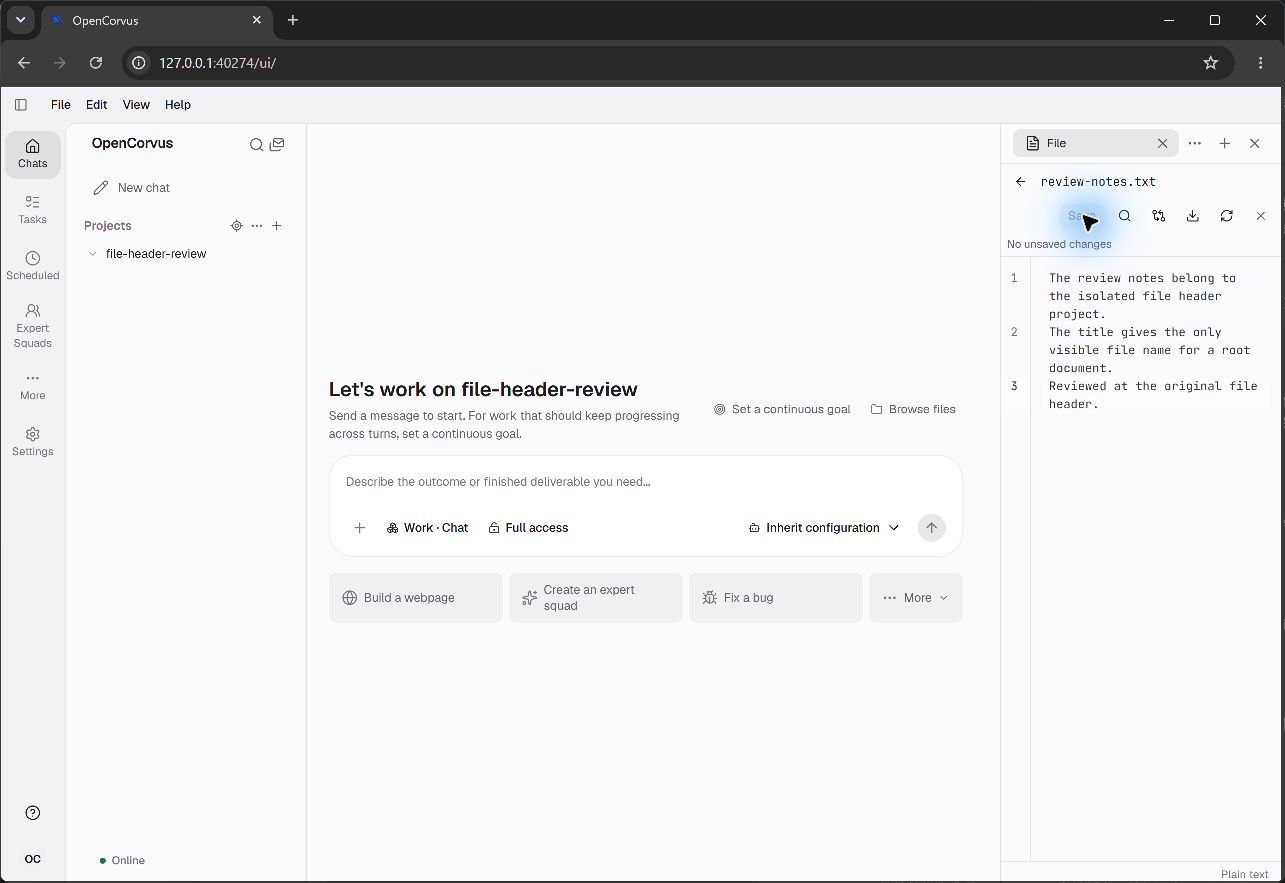 OpenCorvus
127.0.0.1:40274/ui/
File Edit View Help
Chats
Tasks
Scheduled
Expert
Squads
More
Settings
OC
OpenCorvus
New chat
Projects
file-header-review
Online
Let's work on file-header-review
Send a message to start. For work that should keep progressing
across turns, set a continuous goal.
Set a continuous goal
Browse files
Describe the outcome or finished deliverable you need...
Work · Chat
Full access
Inherit configuration
Build a webpage
Create an expert
squad
Fix a bug
More
File
review-notes.txt
No unsaved changes
1 The review notes belong to
the isolated file header
project.
2 The title gives the only
visible file name for a root
document.
3 Reviewed at the original file
header.
Plain text